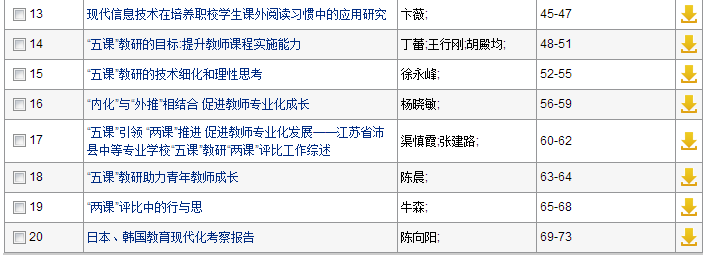 13 现代信息技术在培养职校学生课外阅读习惯中的应用研究 卞薇; 45-47
14 “五课”教研的目标:提升教师课程实施能力 丁蕾;王行刚;胡殿均; 48-51
15 “五课”教研的技术细化和理性思考 徐永峰; 52-55
16 “内化”与“外推”相结合 促进教师专业化成长 杨晓敏; 56-59
17 “五课”引领 “两课”推进 促进教师专业化发展——江苏省沛 渠慎霞;张建路; 60-62
县中等专业学校“五课”教研“两课”评比工作综述
18 “五课”教研助力青年教师成长 陈晨; 63-64
19 “两课”评比中的行与思 牛森; 65-68
20 日本、韩国教育现代化考察报告 陈向阳; 69-73